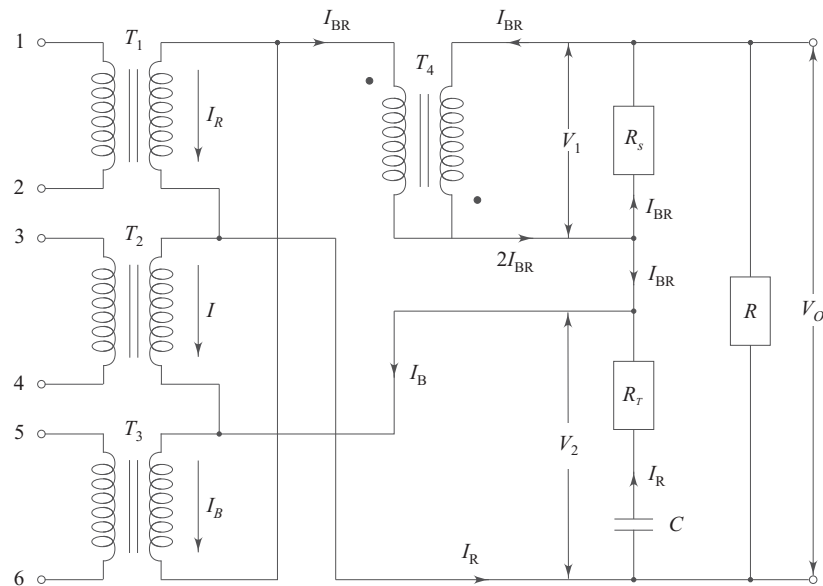 I_BR
I_BR
1
T_1
T_4
I_R
V_1
R_s
2
I_BR
3
T_2
2I_BR
I_BR
I
R
V_O
4
I_B
R_T
5
T_3
V_2
I_R
I_B
C
I_R
6